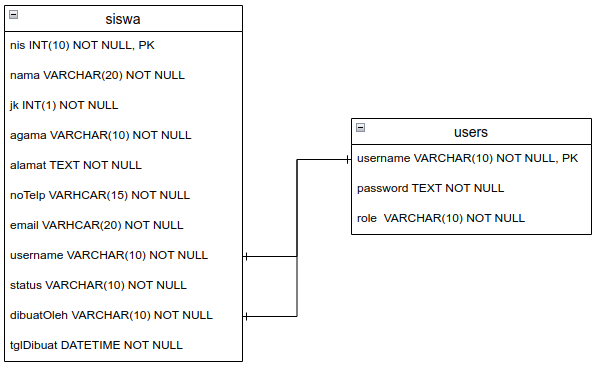 siswa
nis INT(10) NOT NULL, PK
nama VARCHAR(20) NOT NULL
jk INT(1) NOT NULL
agama VARCHAR(10) NOT NULL
alamat TEXT NOT NULL
noTelp VARHCAR(15) NOT NULL
email VARHCAR(20) NOT NULL
username VARCHAR(10) NOT NULL
status VARCHAR(10) NOT NULL
dibuatOleh VARCHAR(10) NOT NULL
tglDibuat DATETIME NOT NULL
users
username VARCHAR(10) NOT NULL, PK
password TEXT NOT NULL
role  VARCHAR(10) NOT NULL